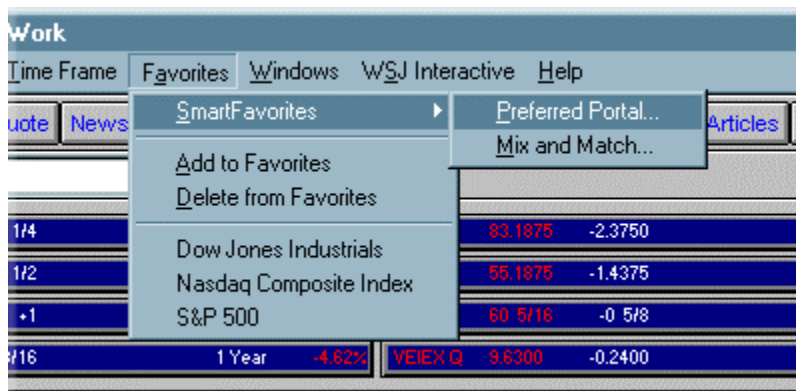 Work
Time Frame Favorites Windows WSJ Interactive Help
uote News SmartFavorites Preferred Portal... Articles
Mix and Match...
Add to Favorites
Delete from Favorites
1/4 83.1875 -2.3750
Dow Jones Industrials
1/2 Nasdaq Composite Index 55.1875 -1.4375
+1 S&P 500 60 5/16 -0 5/8
3/16 1 Year -4.62% VEIEX Q 9.6300 -0.2400